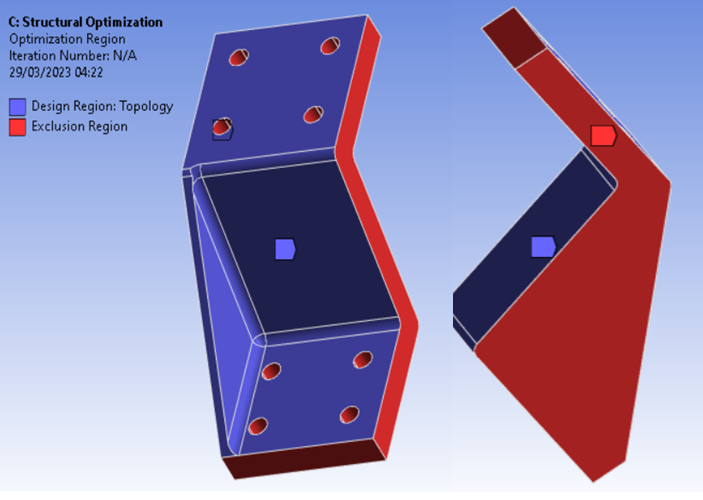 C: Structural Optimization
Optimization Region
Iteration Number: N/A
29/03/2023 04:22
Design Region: Topology
Exclusion Region